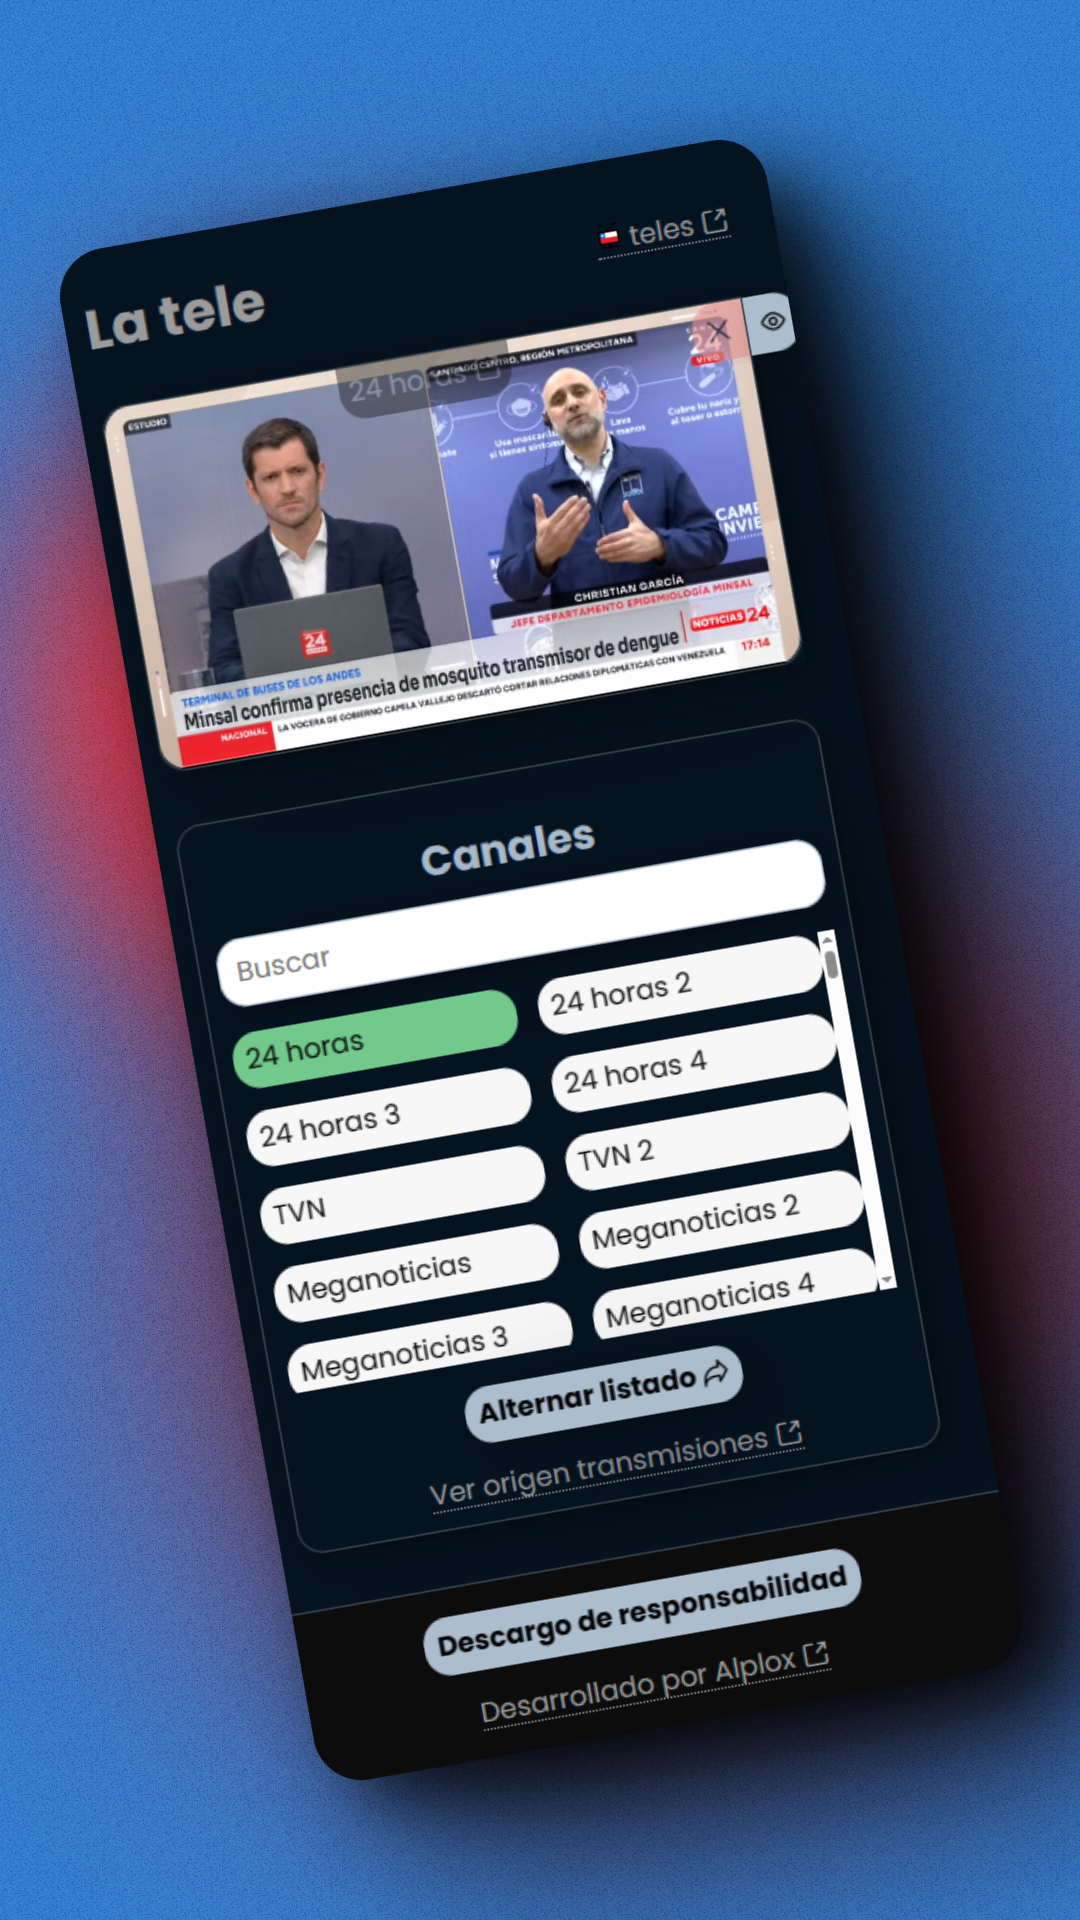 teles
La tele
24 horas
ESTUDIO
SANTIAGO CENTRO, REGIÓN METROPOLITANA
24
VIVO
Usa mascarilla
si tienes síntomas
Lava
manos
Cubre tu nariz y
al toser o estorn
CAMP
INVIE
24
CHRISTIAN GARCÍA
JEFE DEPARTAMENTO EPIDEMIOLOGÍA MINSAL
TERMINAL DE BUSES DE LOS ANDES
NOTICIAS 24
Minsal confirma presencia de mosquito transmisor de dengue
17:14
NACIONAL
LA VOCERA DE GOBIERNO CAMILA VALLEJO DESCARTÓ CORTAR RELACIONES DIPLOMÁTICAS CON VENEZUELA
Canales
Buscar
24 horas
24 horas 2
24 horas 3
24 horas 4
TVN
TVN 2
Meganoticias
Meganoticias 2
Meganoticias 3
Meganoticias 4
Alternar listado
Ver origen transmisiones
Descargo de responsabilidad
Desarrollado por Alplox